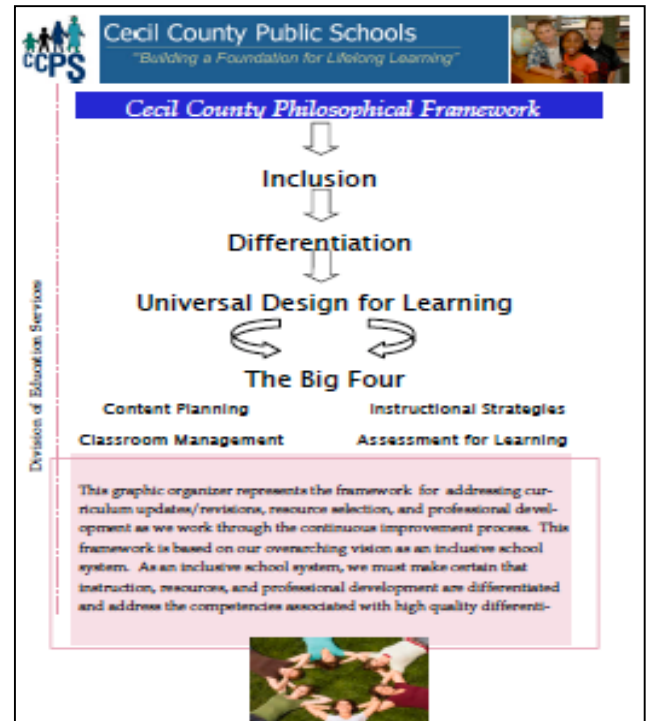 CCPS
Cecil County Public Schools
"Building a Foundation for Lifelong Learning"
Cecil County Philosophical Framework
Inclusion
Differentiation
Universal Design for Learning
The Big Four
Content Planning Instructional Strategies
Classroom Management Assessment for Learning
Division of Education Services
This graphic organizer represents the framework for addressing cur-
riculum updates/revisions, resource selection, and professional devel-
opment as we work through the continuous improvement process. This
framework is based on our overarching vision as an inclusive school
system. As an inclusive school system, we must make certain that
instruction, resources, and professional development are differentiated
and address the competencies associated with high quality differenti-